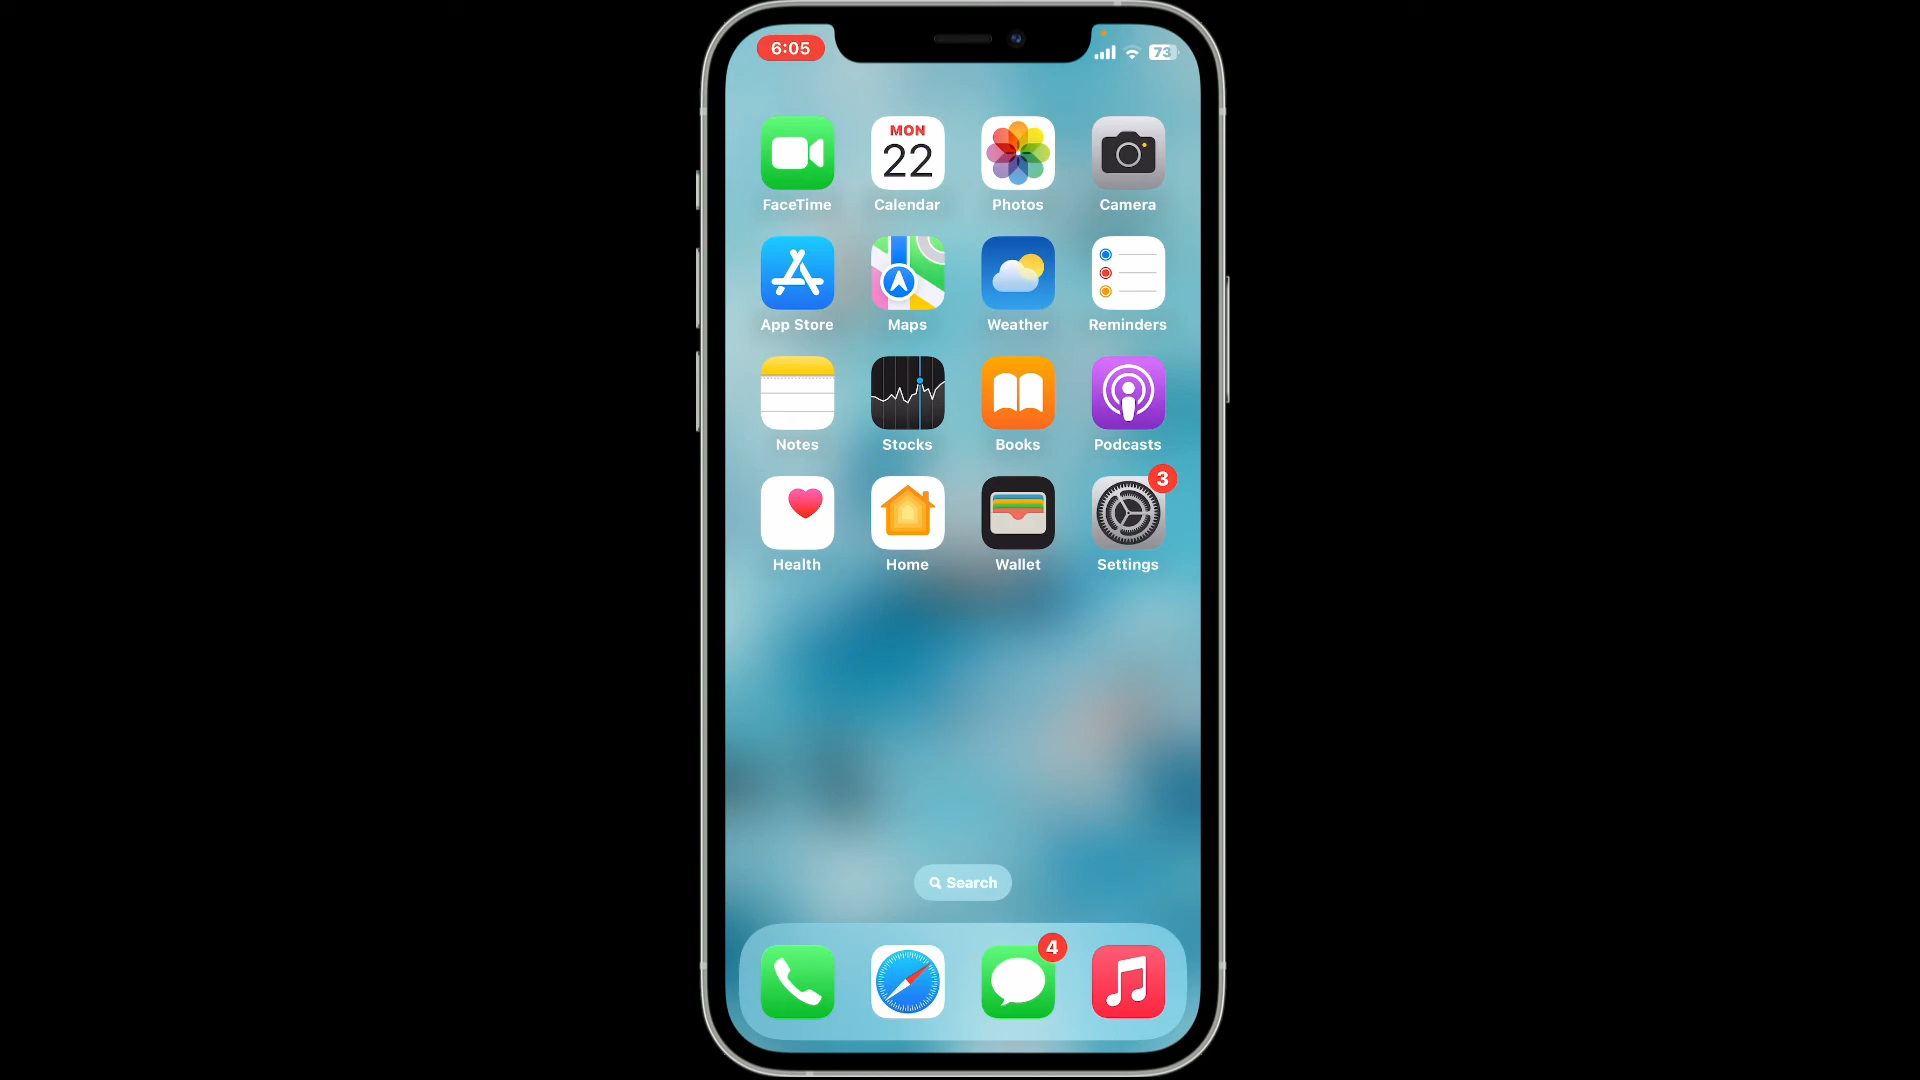 6:05
73
MON
22
FaceTime Calendar Photos Camera
App Store Maps Weather Reminders
Notes Stocks Books Podcasts
3
Health Home Wallet Settings
Search
4